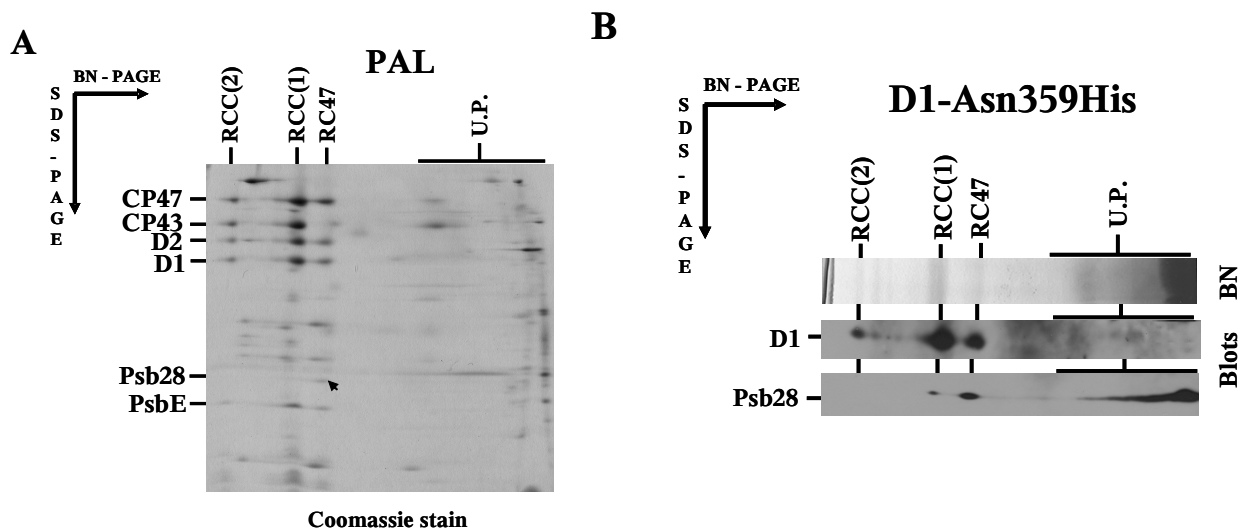 A
PAL
BN - PAGE
SDS-PAGE
RCC(2)
RCC(1)
RC47
U.P.
CP47
CP43
D2
D1
Psb28
PsbE
Coomassie stain
B
D1-Asn359His
BN - PAGE
SDS-PAGE
RCC(2)
RCC(1)
RC47
U.P.
BN
D1
Psb28
Blots